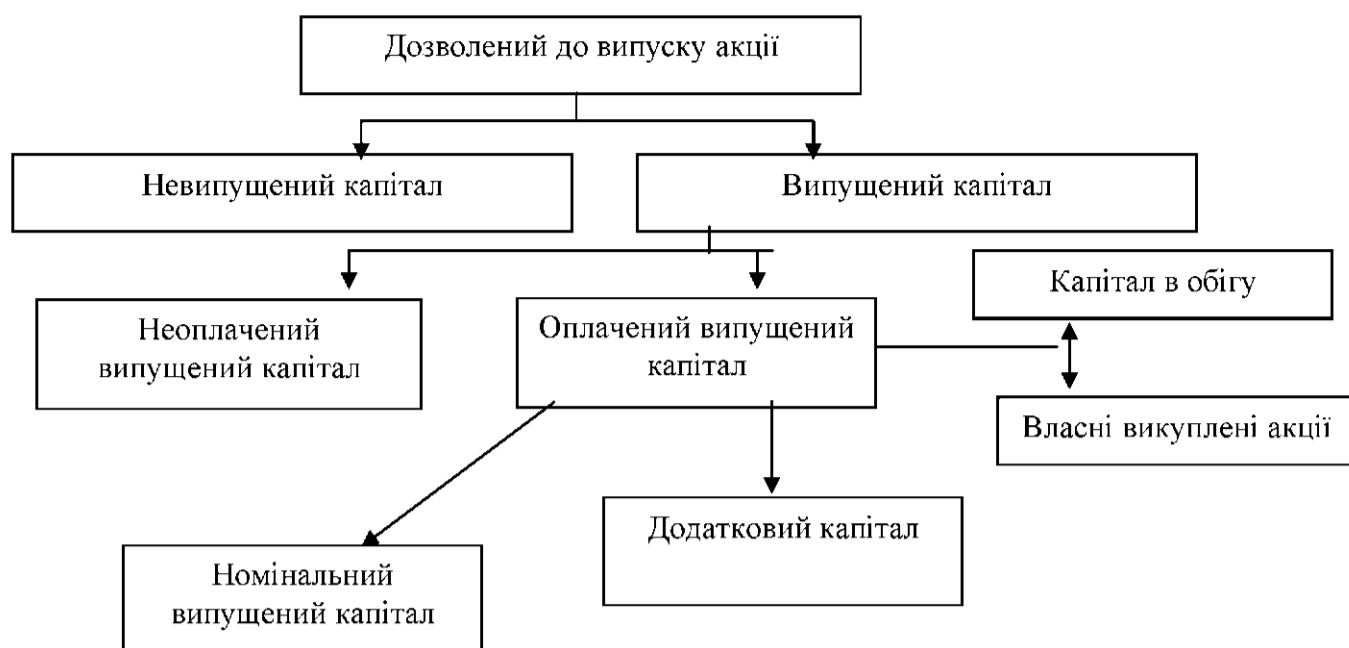 Дозволений до випуску акції
Невипущений капітал
Випущений капітал
Капітал в обігу
Неоплачений
випущений капітал
Оплачений випущений
капітал
Власні викуплені акції
Додатковий капітал
Номінальний
випущений капітал